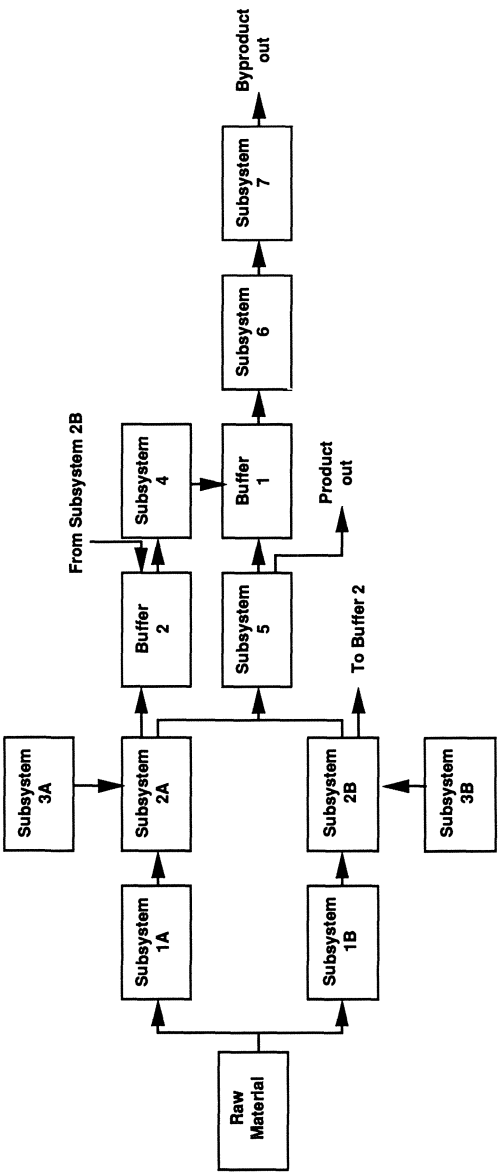 Raw
Material
Subsystem
1A
Subsystem
1B
Subsystem
3A
Subsystem
2A
Subsystem
2B
Subsystem
3B
From Subsystem 2B
Buffer
2
Subsystem
5
To Buffer 2
Subsystem
4
Buffer
1
Product
out
Subsystem
6
Subsystem
7
Byproduct
out